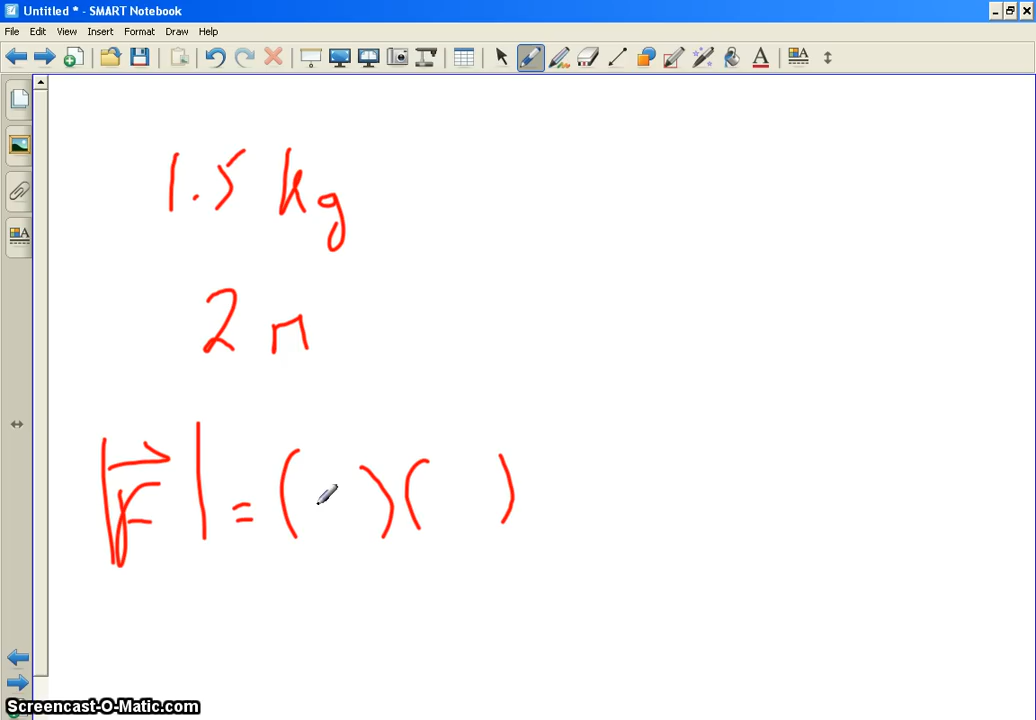 Untitled * - SMART Notebook
File Edit View Insert Format Draw Help
1.5 kg
2 m
|F⃗| = ( )( )
Screencast-O-Matic.com